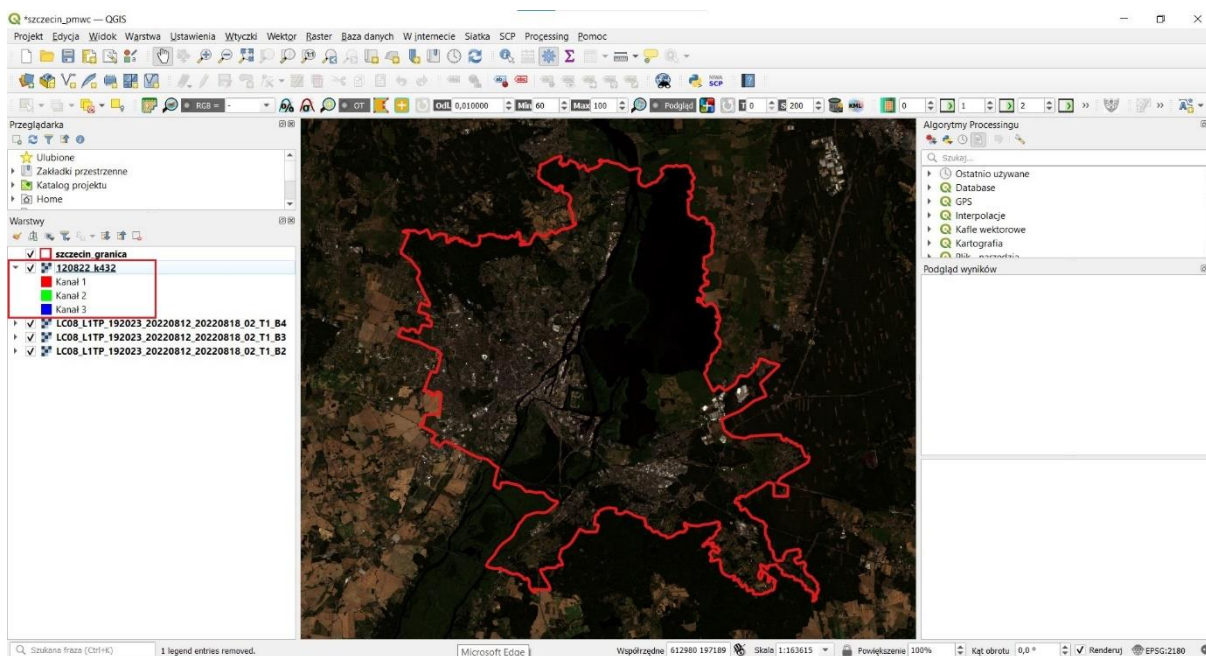 *szczecin_pmwc — QGIS
Projekt Edycja Widok Warstwa Ustawienia Wtyczki Wektor Raster Baza danych W internecie Siatka SCP Processing Pomoc
RGB = -
OT
OdL 0,010000
Min 60
Max 100
Podgląd
T 0
S 200
0
1
2
Przeglądarka
Ulubione
Zakładki przestrzenne
Katalog projektu
Home
Warstwy
szczecin_granica
120822_k432
Kanał 1
Kanał 2
Kanał 3
LC08_L1TP_192023_20220812_20220818_02_T1_B4
LC08_L1TP_192023_20220812_20220818_02_T1_B3
LC08_L1TP_192023_20220812_20220818_02_T1_B2
Algorytmy Processingu
Szukaj...
Ostatnio używane
Database
GPS
Interpolacje
Kafle wektorowe
Kartografia
Podgląd wyników
Szukana fraza (Ctrl+K)
1 legend entries removed.
Microsoft Edge
Współrzędne 612980 197189
Skala 1:163615
Powiększenie 100%
Kąt obrotu 0,0 °
Renderuj
EPSG:2180